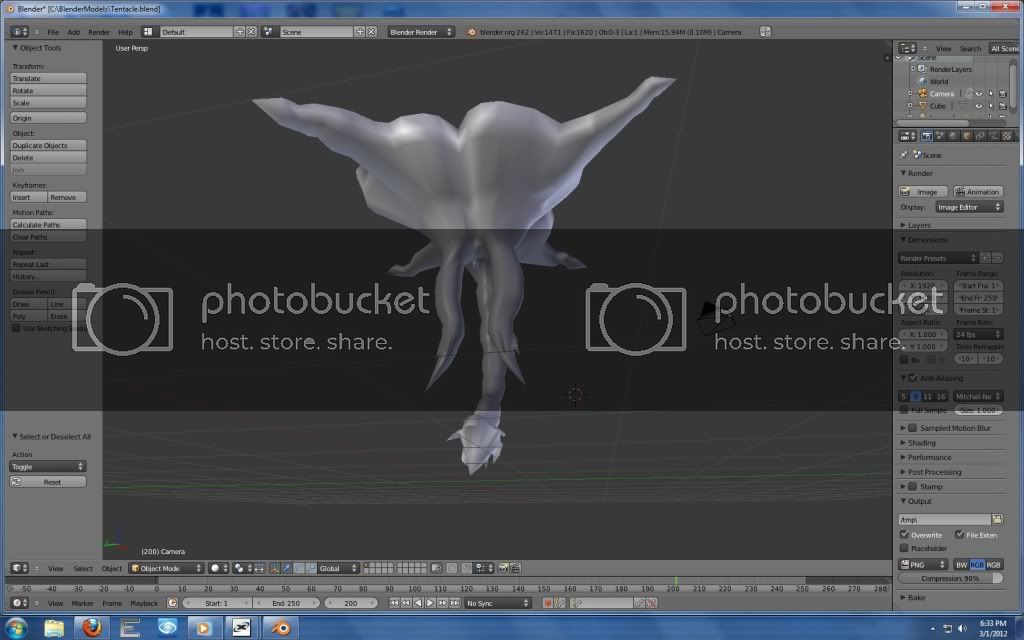 Blender* [C:\BlenderModels\Tentacle.blend]
File Add Render Help Default Scene Blender Render blender.org 262 | Ve:1471 | Fa:1620 | Ob:0-3 | La:1 | Mem:15.94M (0.10M) | Camera
Object Tools
Transform:
Translate
Rotate
Scale
Origin
Object:
Duplicate Objects
Delete
Join
Keyframes:
Insert Remove
Motion Paths:
Calculate Paths
Clear Paths
Repeat:
Repeat Last
History...
Grease Pencil:
Draw Line
Poly Erase
Use Sketching
Select or Deselect All
Action
Toggle
Reset
User Persp
photobucket
host. store. share.
photobucket
host. store. share.
(200) Camera
View Search All Scene
Scene
RenderLayers
World
Camera
Cube
Scene
Render
Image Animation
Display: Image Editor
Layers
Dimensions
Render Presets
Resolution: Frame Range:
X: 1920 Start Fra: 1
End Fr: 250
Frame St: 1
Aspect Ratio: Frame Rate:
X: 1.000 24 fps
Y: 1.000 Time Remappin
10 10
Anti-Aliasing
5 8 11 16 Mitchell-Ne
Full Sample Size: 1.000
Sampled Motion Blur
Shading
Performance
Post Processing
Stamp
Output
/tmp\
Overwrite File Exten
Placeholder
PNG BW RGB RGB
Compression: 90%
Bake
View Select Object Object Mode Global
-50 -40 -30 -20 -10 0 10 20 30 40 50 60 70 80 90 100 110 120 130 140 150 160 170 180 190 200 210 220 230 240 250 260 270 280
View Marker Frame Playback Start: 1 End: 250 200 No Sync
6:33 PM
3/1/2012